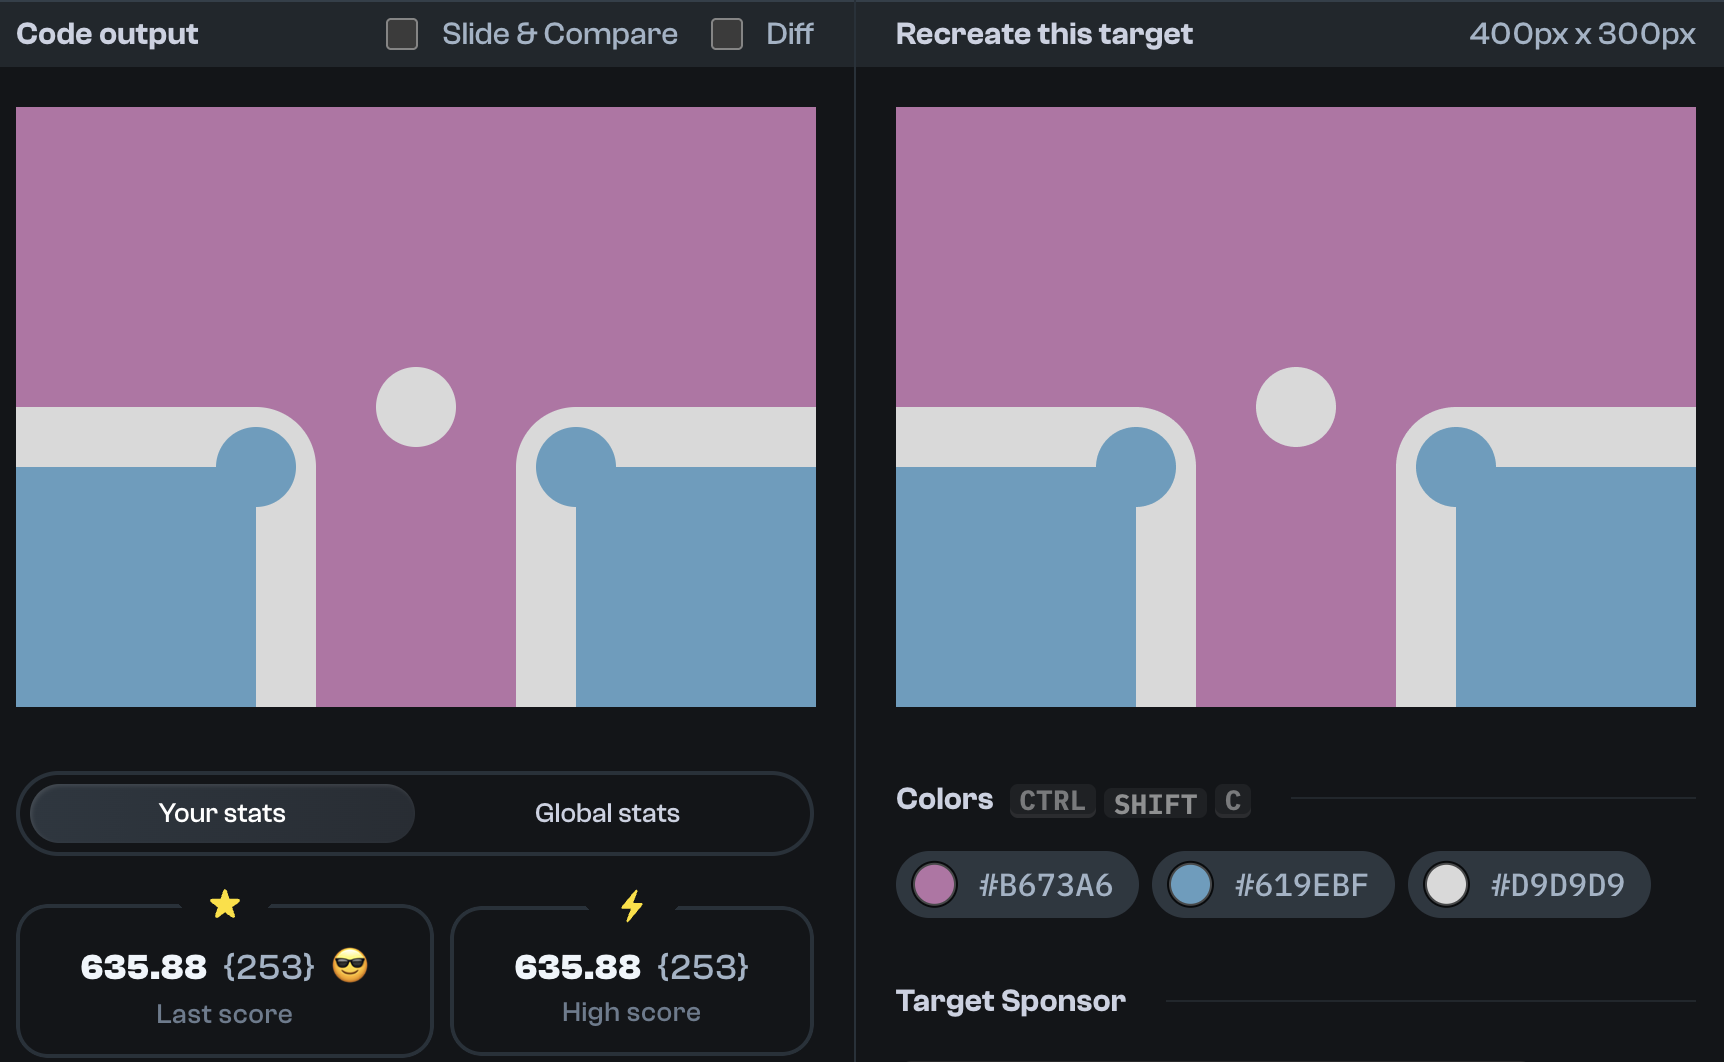 Code output
Slide & Compare
Diff
Recreate this target
400px x 300px
Your stats
Global stats
635.88 {253} 😎
Last score
635.88 {253}
High score
Colors CTRL SHIFT C
#B673A6
#619EBF
#D9D9D9
Target Sponsor